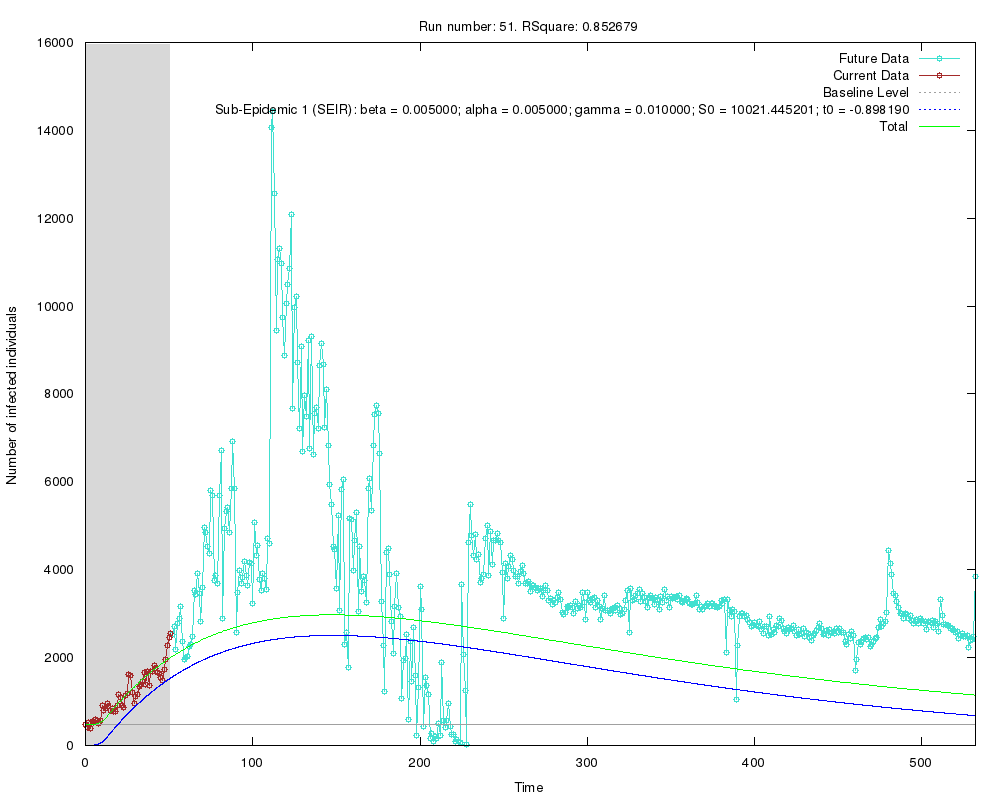 Run number: 51. RSquare: 0.852679
16000
14000
12000
10000
8000
6000
4000
2000
0
Number of infected individuals
Future Data
Current Data
Baseline Level
Sub-Epidemic 1 (SEIR): beta = 0.005000; alpha = 0.005000; gamma = 0.010000; S0 = 10021.445201; t0 = -0.898190
Total
0 100 200 300 400 500
Time